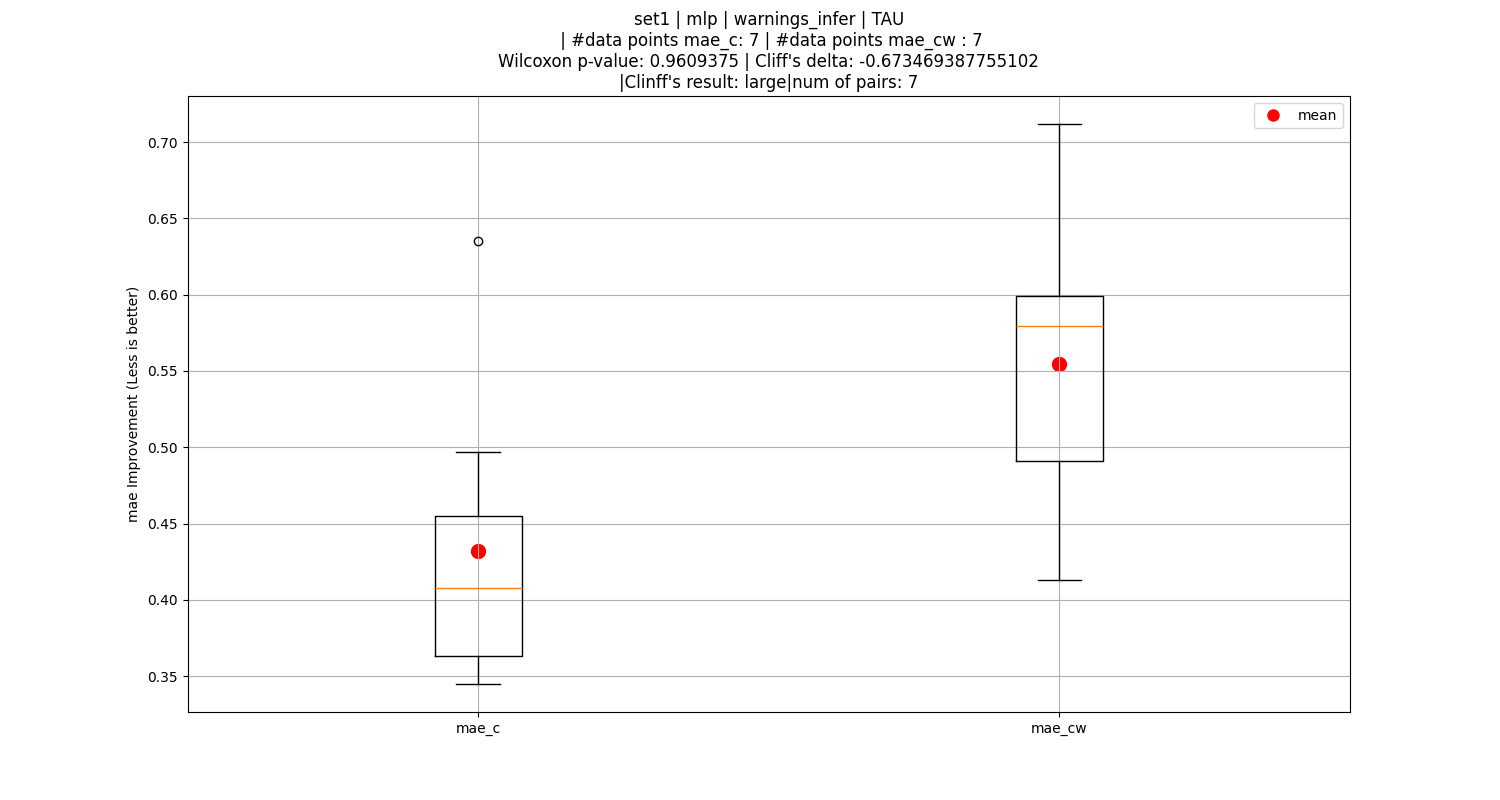 set1 | mlp | warnings_infer | TAU
| #data points mae_c: 7 | #data points mae_cw : 7
Wilcoxon p-value: 0.9609375 | Cliff's delta: -0.673469387755102
|Clinff's result: large|num of pairs: 7
mean
mae Improvement (Less is better)
0.70
0.65
0.60
0.55
0.50
0.45
0.40
0.35
mae_c
mae_cw